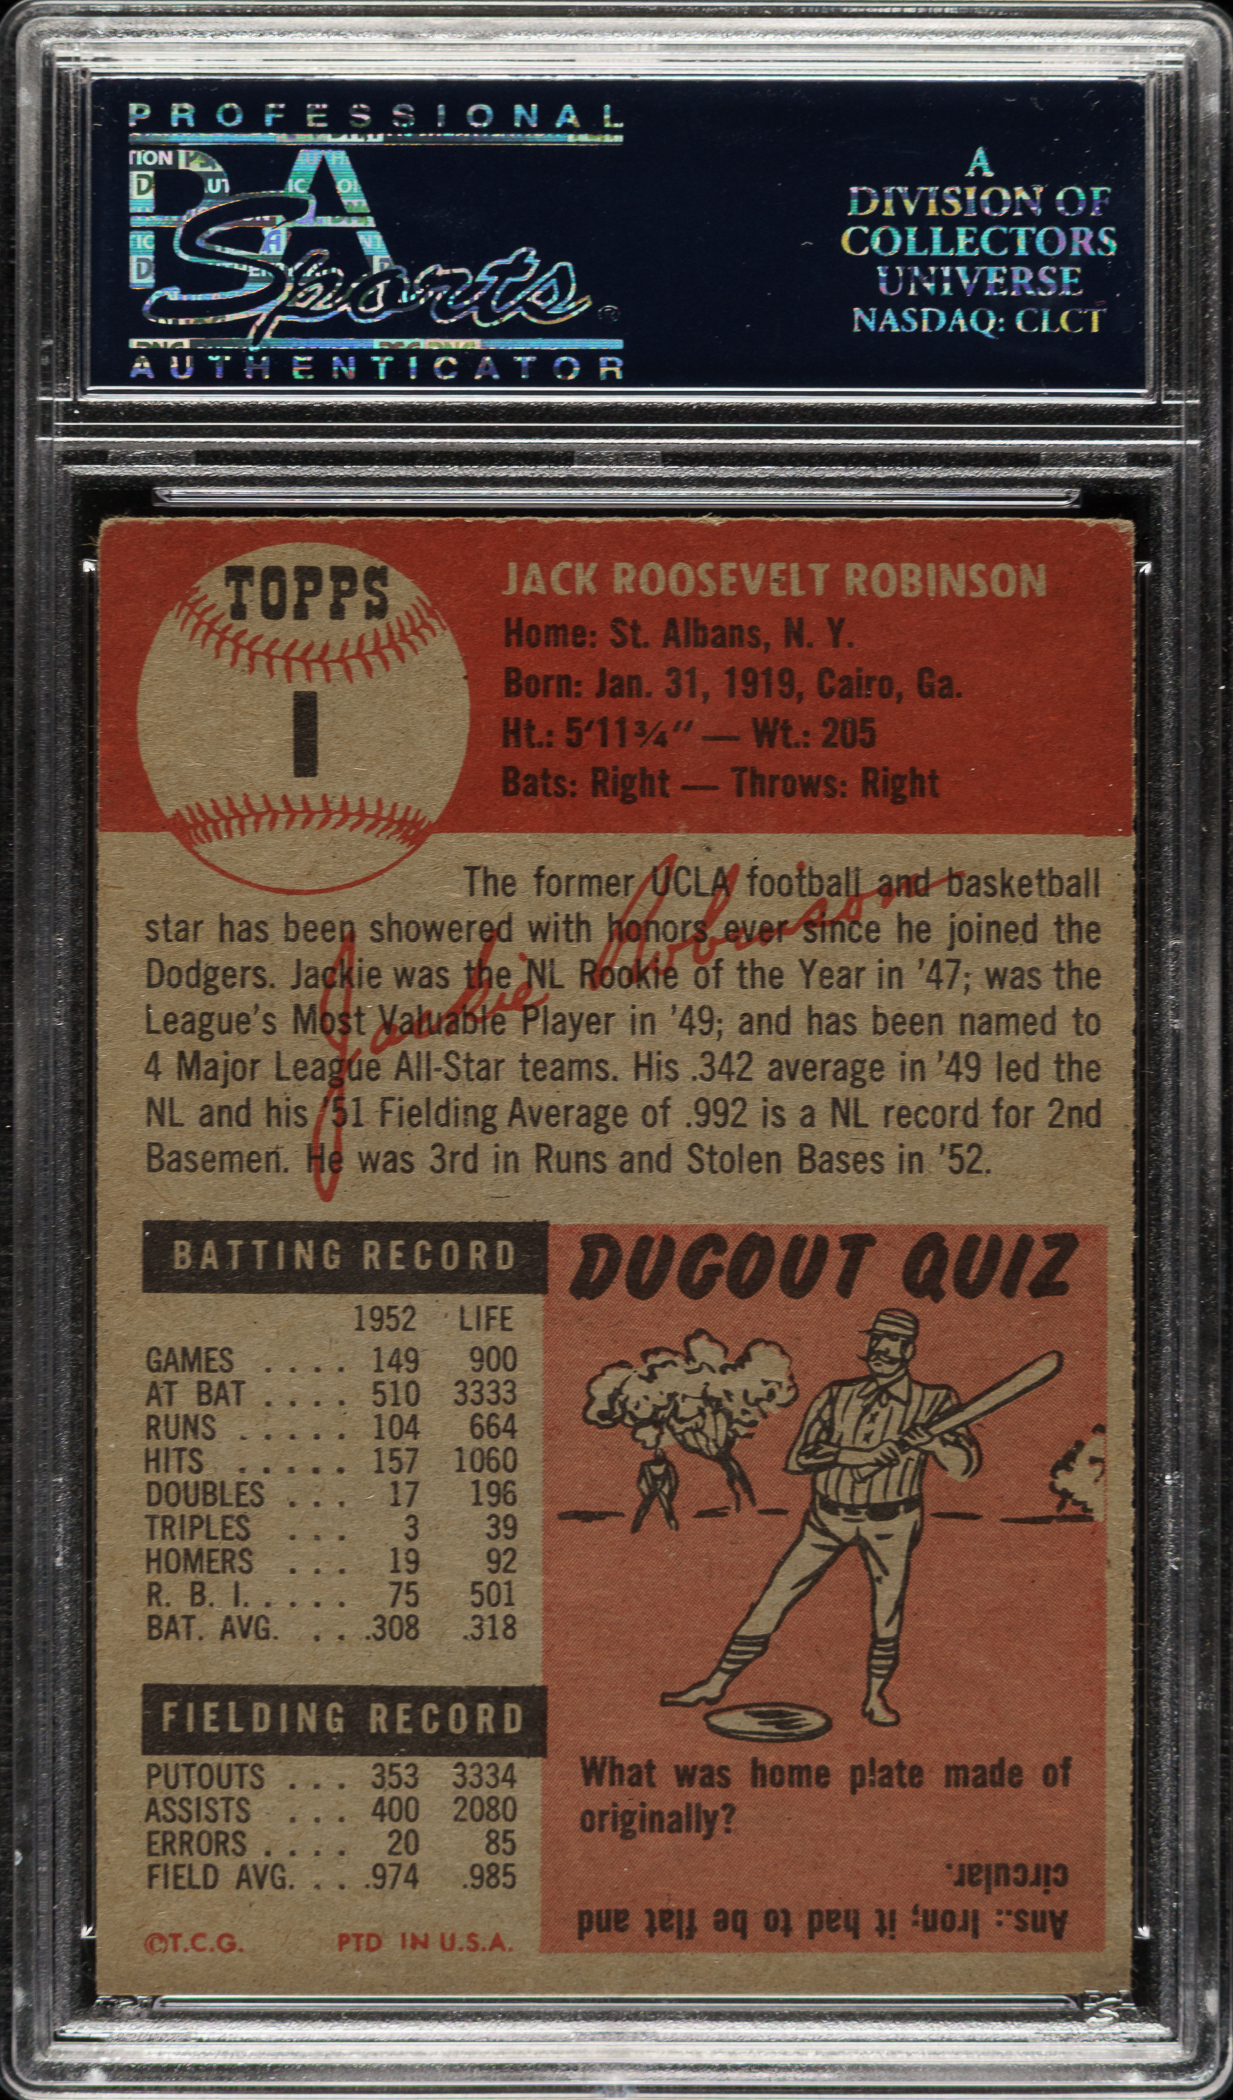 PROFESSIONAL
PSA
Sports
AUTHENTICATOR
A
DIVISION OF
COLLECTORS
UNIVERSE
NASDAQ: CLCT
TOPPS
1
JACK ROOSEVELT ROBINSON
Home: St. Albans, N. Y.
Born: Jan. 31, 1919, Cairo, Ga.
Ht.: 5'11¾" — Wt.: 205
Bats: Right — Throws: Right
Jackie Robinson
The former UCLA football and basketball
star has been showered with honors ever since he joined the
Dodgers. Jackie was the NL Rookie of the Year in '47; was the
League's Most Valuable Player in '49; and has been named to
4 Major League All-Star teams. His .342 average in '49 led the
NL and his '51 Fielding Average of .992 is a NL record for 2nd
Basemen. He was 3rd in Runs and Stolen Bases in '52.
BATTING RECORD
1952 LIFE
GAMES . . . . 149 900
AT BAT . . . . 510 3333
RUNS . . . . . 104 664
HITS . . . . . 157 1060
DOUBLES . . . 17 196
TRIPLES . . . 3 39
HOMERS . . . 19 92
R. B. I. . . . . 75 501
BAT. AVG. . . .308 .318
FIELDING RECORD
PUTOUTS . . . 353 3334
ASSISTS . . . 400 2080
ERRORS . . . . 20 85
FIELD AVG. . . .974 .985
©T.C.G. PTD IN U.S.A.
DUGOUT QUIZ
What was home plate made of
originally?
Ans.: Iron; it had to be flat and
circular.